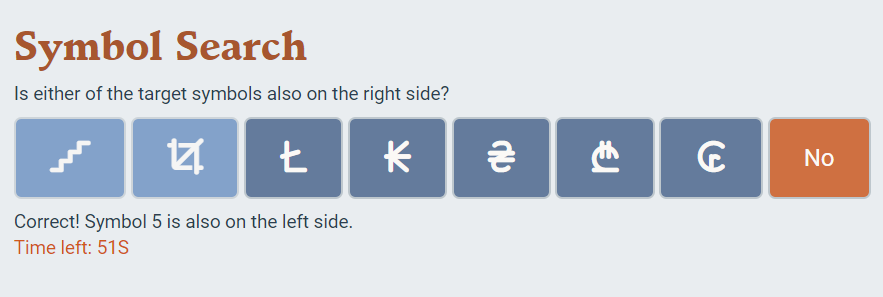 Symbol Search
Is either of the target symbols also on the right side?
Ł ₭ ₴ ₾ ₢ No
Correct! Symbol 5 is also on the left side.
Time left: 51S